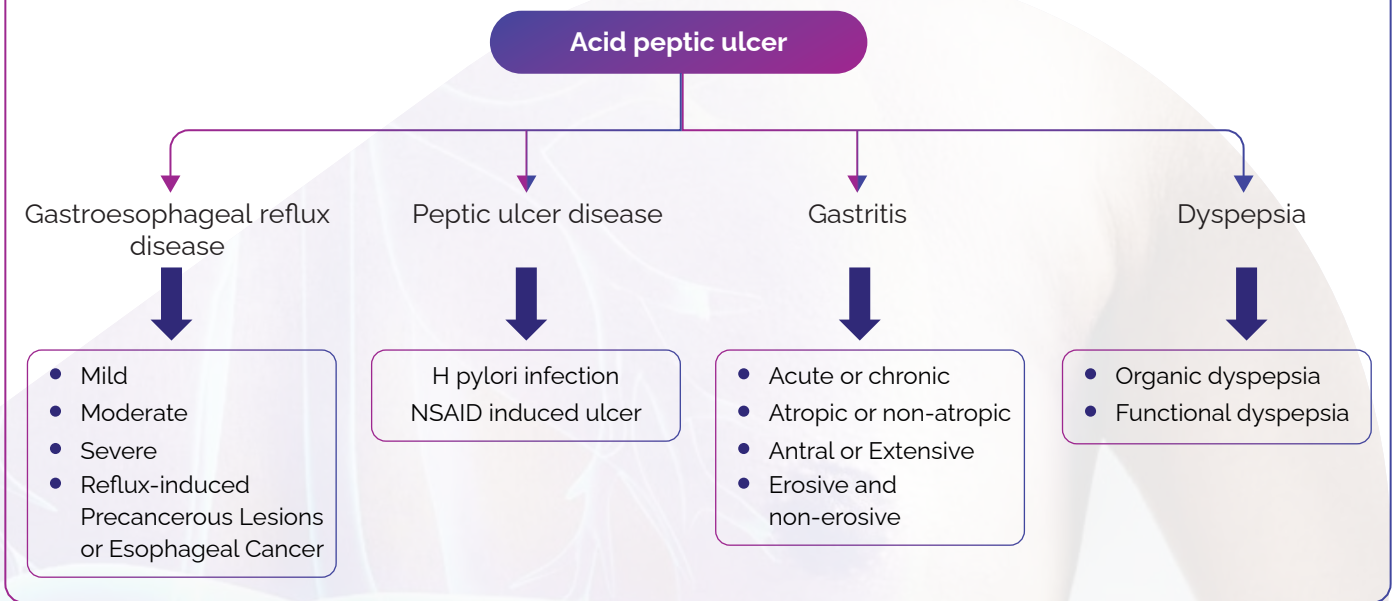 Acid peptic ulcer
Gastroesophageal reflux
disease
Peptic ulcer disease
Gastritis
Dyspepsia
Mild
Moderate
Severe
Reflux-induced
Precancerous Lesions
or Esophageal Cancer
H pylori infection
NSAID induced ulcer
Acute or chronic
Atropic or non-atropic
Antral or Extensive
Erosive and
non-erosive
Organic dyspepsia
Functional dyspepsia